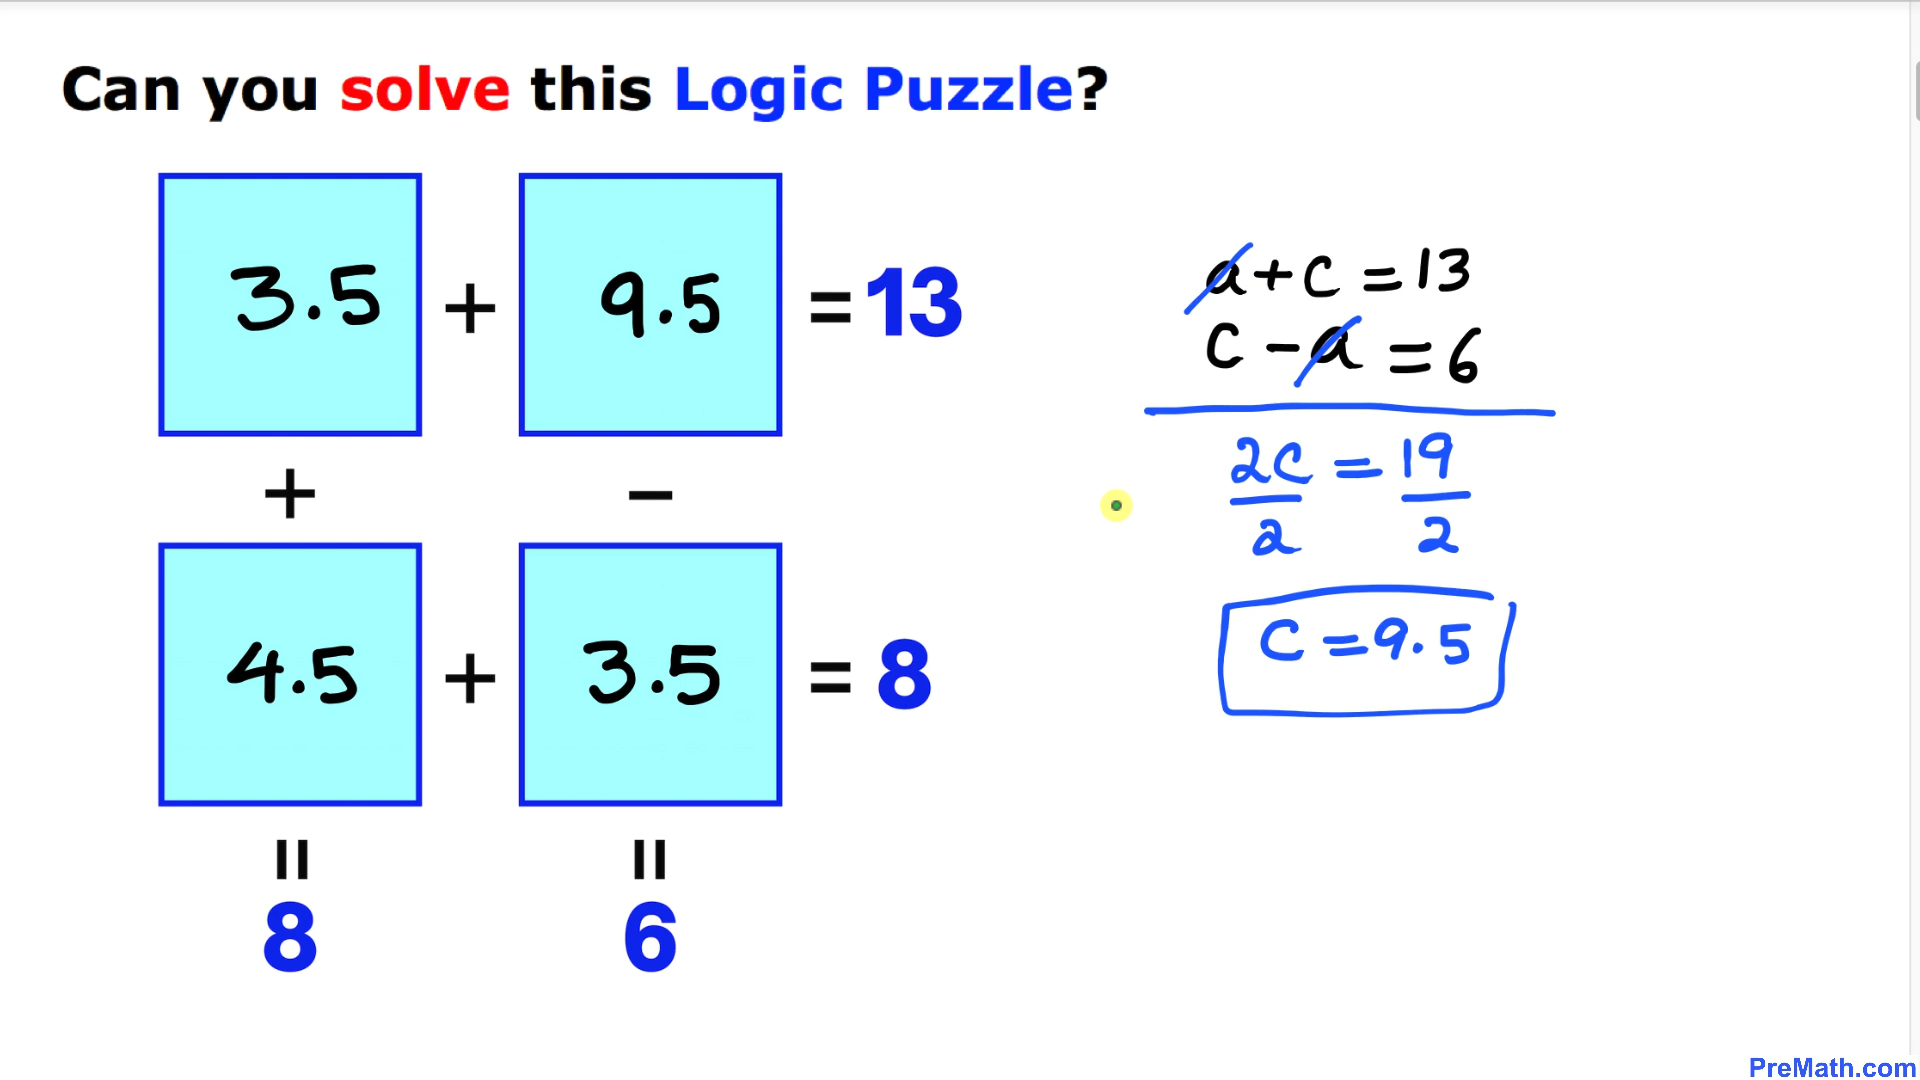 Can you solve this Logic Puzzle?
3.5 + 9.5 = 13
+ −
4.5 + 3.5 = 8
= =
8 6
a + c = 13
c - a = 6
2c = 19
2 2
c = 9.5
PreMath.com